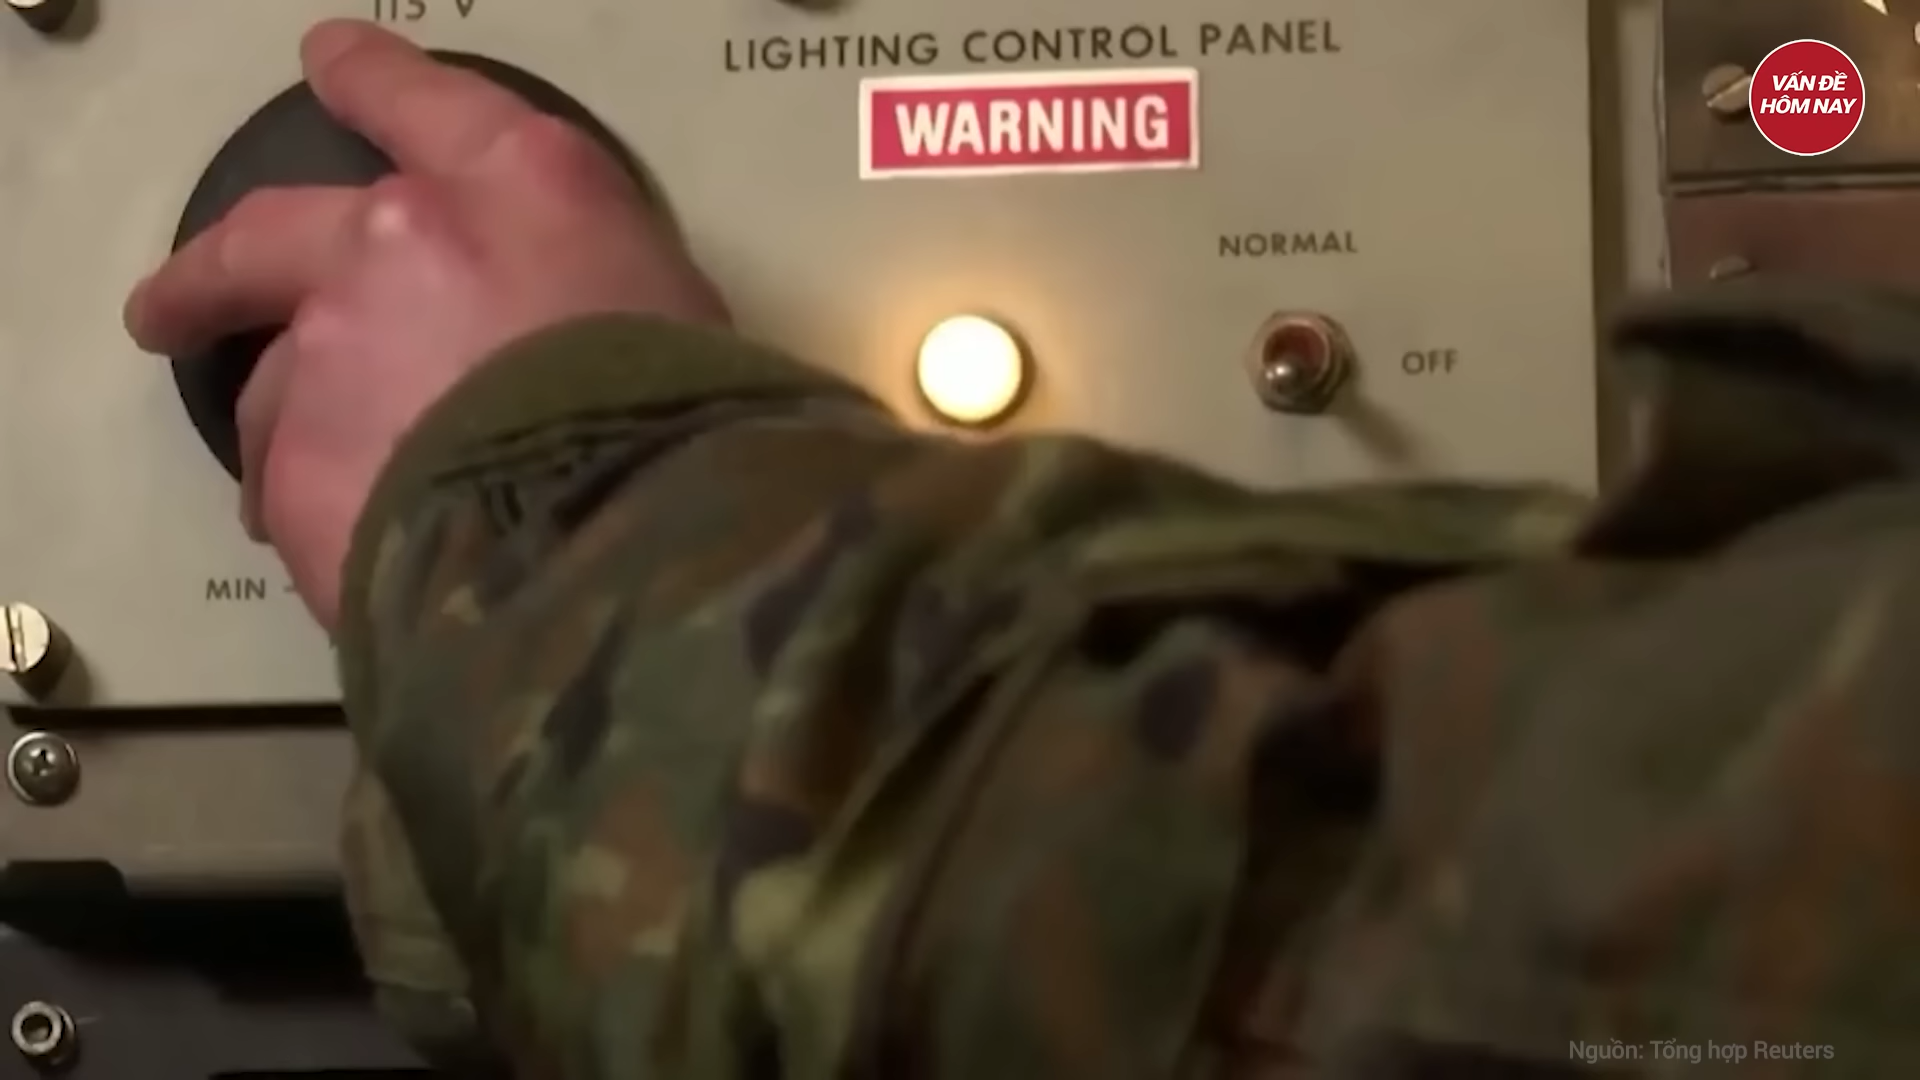 115 V
LIGHTING CONTROL PANEL
WARNING
VẤN ĐỀ
HÔM NAY
NORMAL
OFF
MIN -
Nguồn: Tổng hợp Reuters